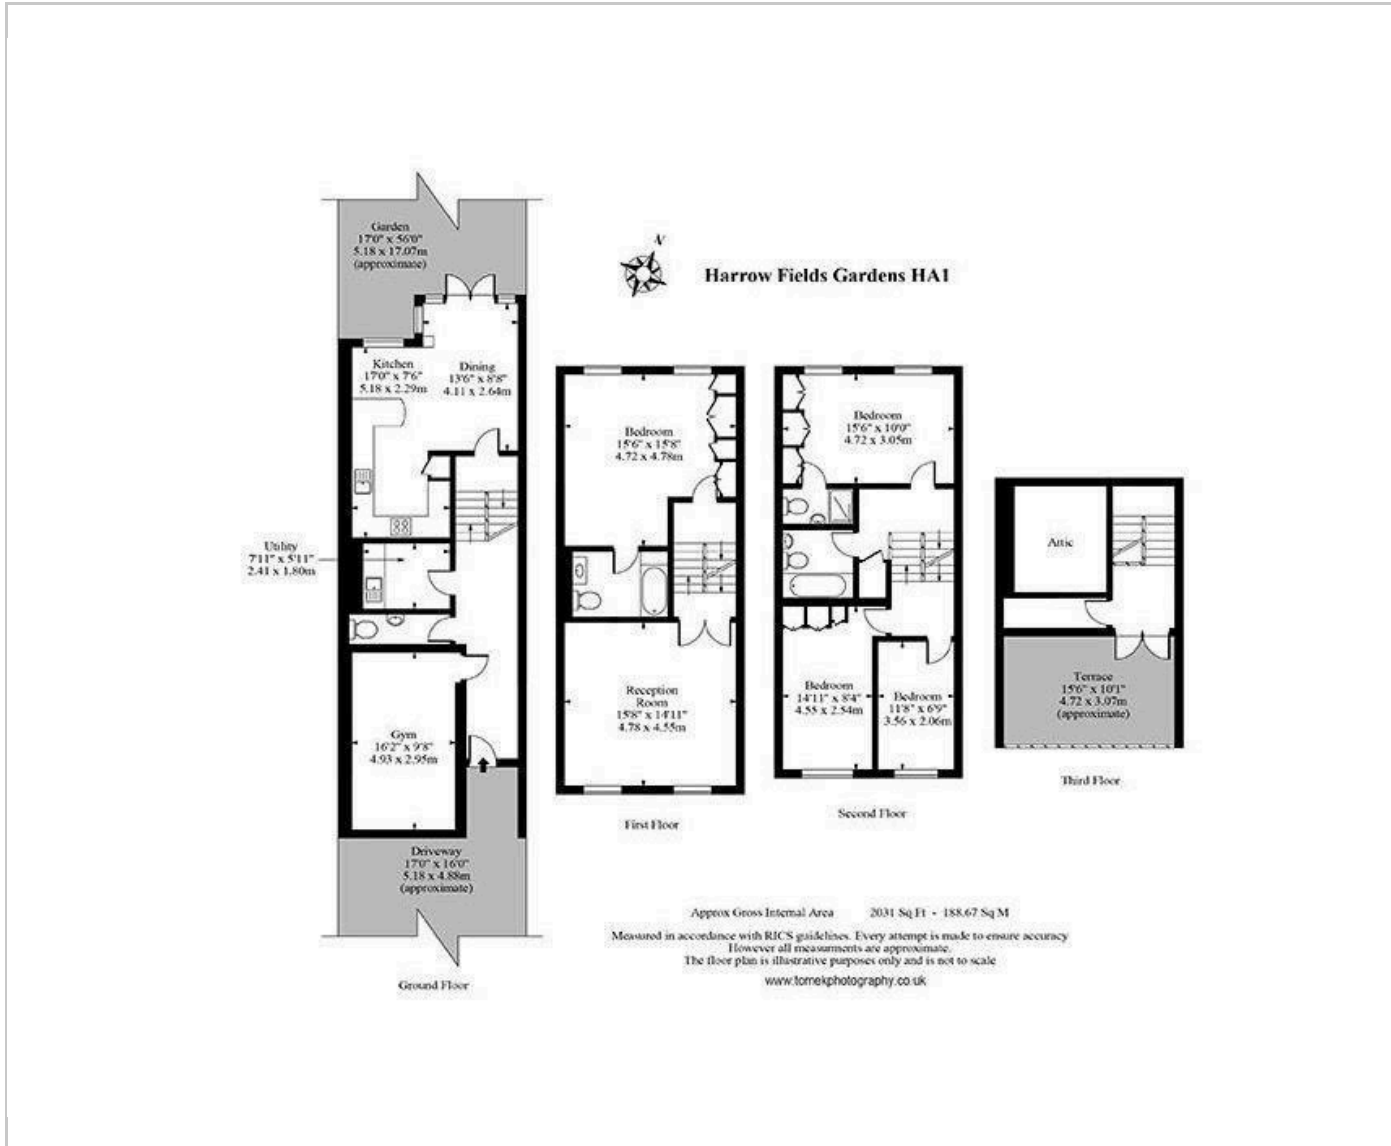 Garden
17'0" x 56'0"
5.18 x 17.07m
(approximate)
N
Harrow Fields Gardens HA1
Kitchen
17'0" x 7'6"
5.18 x 2.29m
Dining
13'6" x 8'8"
4.11 x 2.64m
Utility
7'11" x 5'11"
2.41 x 1.80m
Gym
16'2" x 9'8"
4.93 x 2.95m
Driveway
17'0" x 16'0"
5.18 x 4.88m
(approximate)
Ground Floor
Bedroom
15'6" x 15'8"
4.72 x 4.78m
Reception
Room
15'8" x 14'11"
4.78 x 4.55m
First Floor
Bedroom
15'6" x 10'0"
4.72 x 3.05m
Bedroom
14'11" x 8'4"
4.55 x 2.54m
Bedroom
11'8" x 6'9"
3.56 x 2.06m
Second Floor
Attic
Terrace
15'6" x 10'1"
4.72 x 3.07m
(approximate)
Third Floor
Approx Gross Internal Area 2031 Sq Ft - 188.67 Sq M
Measured in accordance with RICS guidelines. Every attempt is made to ensure accuracy
However all measurments are approximate.
The floor plan is illustrative purposes only and is not to scale
www.tomekphotography.co.uk